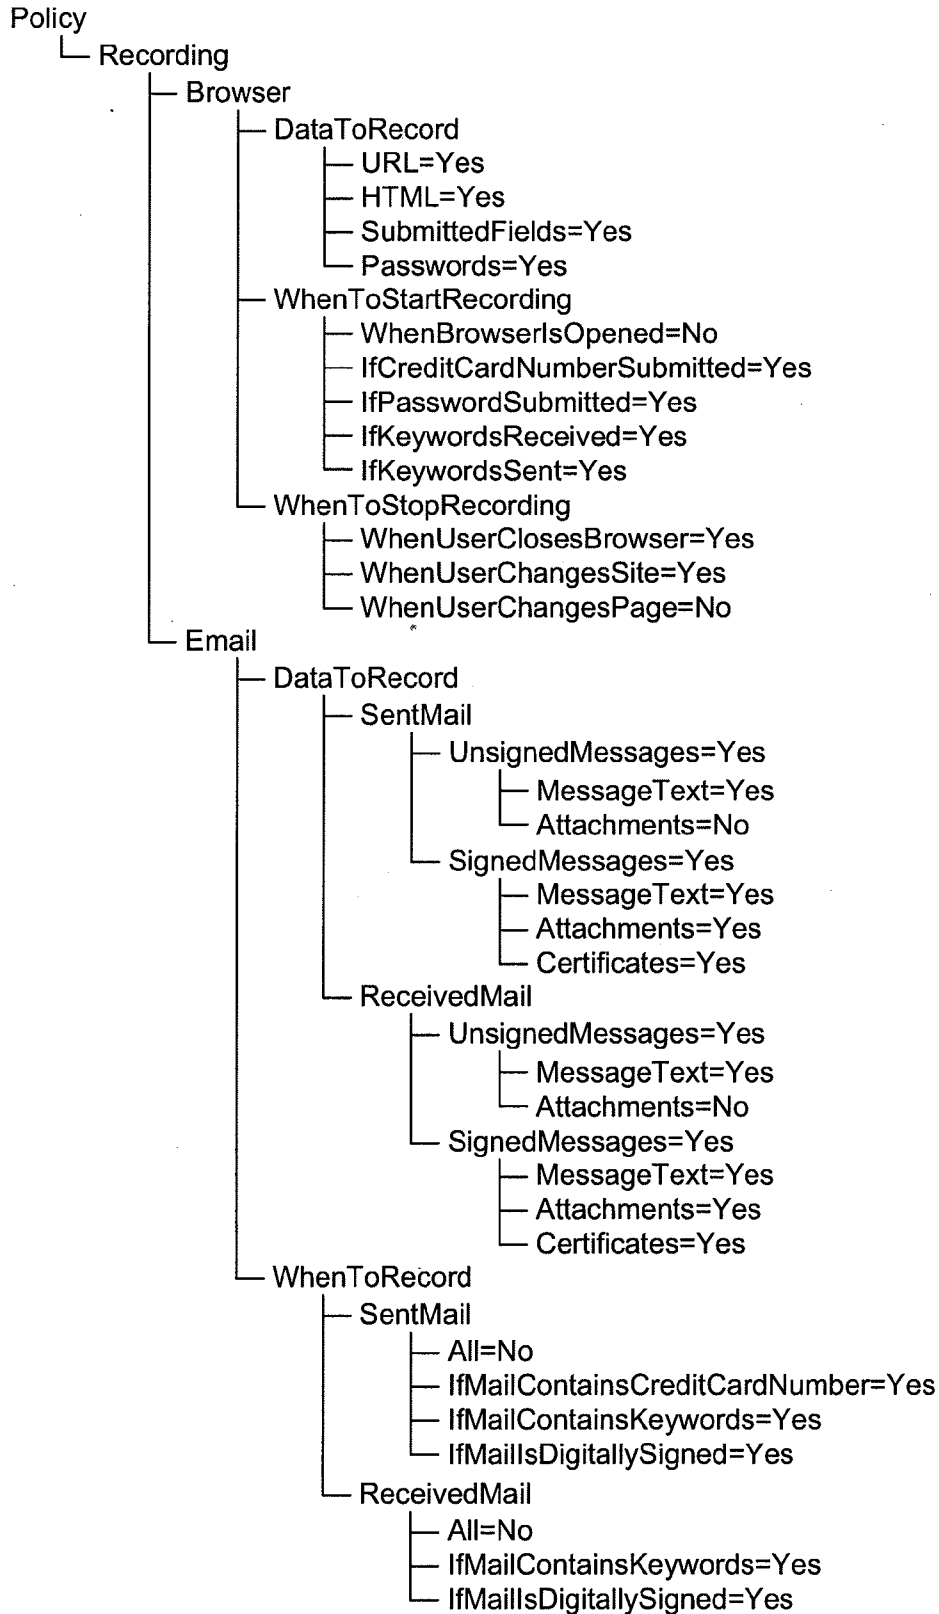 Policy
Recording
Browser
DataToRecord
URL=Yes
HTML=Yes
SubmittedFields=Yes
Passwords=Yes
WhenToStartRecording
WhenBrowserIsOpened=No
IfCreditCardNumberSubmitted=Yes
IfPasswordSubmitted=Yes
IfKeywordsReceived=Yes
IfKeywordsSent=Yes
WhenToStopRecording
WhenUserClosesBrowser=Yes
WhenUserChangesSite=Yes
WhenUserChangesPage=No
Email
DataToRecord
SentMail
UnsignedMessages=Yes
MessageText=Yes
Attachments=No
SignedMessages=Yes
MessageText=Yes
Attachments=Yes
Certificates=Yes
ReceivedMail
UnsignedMessages=Yes
MessageText=Yes
Attachments=No
SignedMessages=Yes
MessageText=Yes
Attachments=Yes
Certificates=Yes
WhenToRecord
SentMail
All=No
IfMailContainsCreditCardNumber=Yes
IfMailContainsKeywords=Yes
IfMailIsDigitallySigned=Yes
ReceivedMail
All=No
IfMailContainsKeywords=Yes
IfMailIsDigitallySigned=Yes